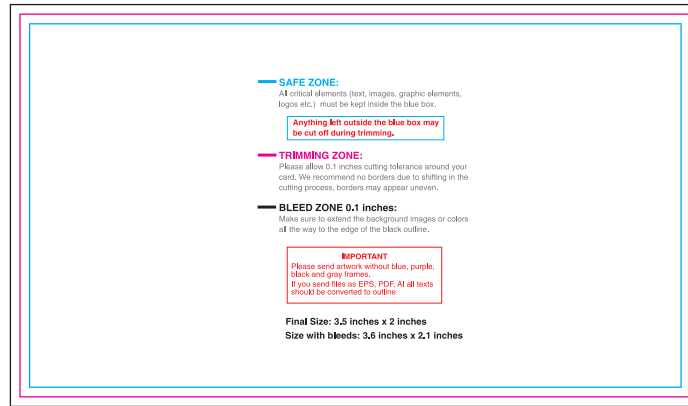 SAFE ZONE:
All critical elements (text, images, graphic elements,
logos etc.) must be kept inside the blue box.
Anything left outside the blue box may
be cut off during trimming.
TRIMMING ZONE:
Please allow 0.1 inches cutting tolerance around your
card. We recommend no borders due to shifting in the
cutting process, borders may appear uneven.
BLEED ZONE 0.1 inches:
Make sure to extend the background images or colors
all the way to the edge of the black outline.
IMPORTANT
Please send artwork without blue, purple,
black and gray frames.
If you send files as EPS, PDF, AI all texts
should be converted to outline
Final Size: 3.5 inches x 2 inches
Size with bleeds: 3.6 inches x 2.1 inches